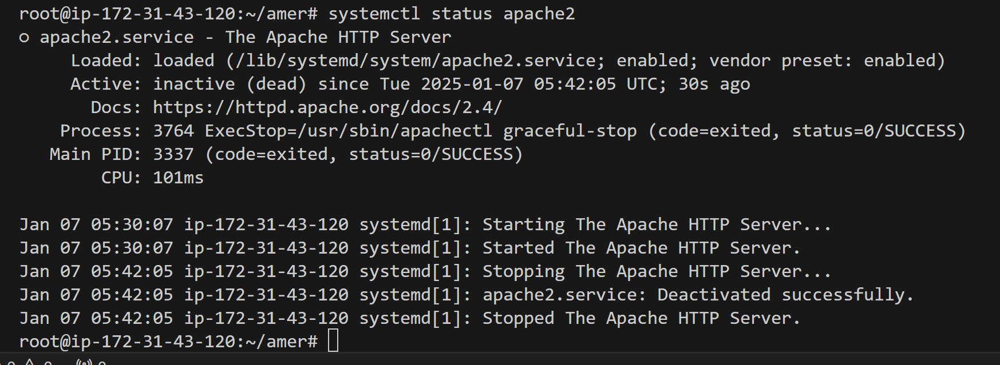 root@ip-172-31-43-120:~/amer# systemctl status apache2
○ apache2.service - The Apache HTTP Server
     Loaded: loaded (/lib/systemd/system/apache2.service; enabled; vendor preset: enabled)
     Active: inactive (dead) since Tue 2025-01-07 05:42:05 UTC; 30s ago
       Docs: https://httpd.apache.org/docs/2.4/
    Process: 3764 ExecStop=/usr/sbin/apachectl graceful-stop (code=exited, status=0/SUCCESS)
   Main PID: 3337 (code=exited, status=0/SUCCESS)
        CPU: 101ms

Jan 07 05:30:07 ip-172-31-43-120 systemd[1]: Starting The Apache HTTP Server...
Jan 07 05:30:07 ip-172-31-43-120 systemd[1]: Started The Apache HTTP Server.
Jan 07 05:42:05 ip-172-31-43-120 systemd[1]: Stopping The Apache HTTP Server...
Jan 07 05:42:05 ip-172-31-43-120 systemd[1]: apache2.service: Deactivated successfully.
Jan 07 05:42:05 ip-172-31-43-120 systemd[1]: Stopped The Apache HTTP Server.
root@ip-172-31-43-120:~/amer#